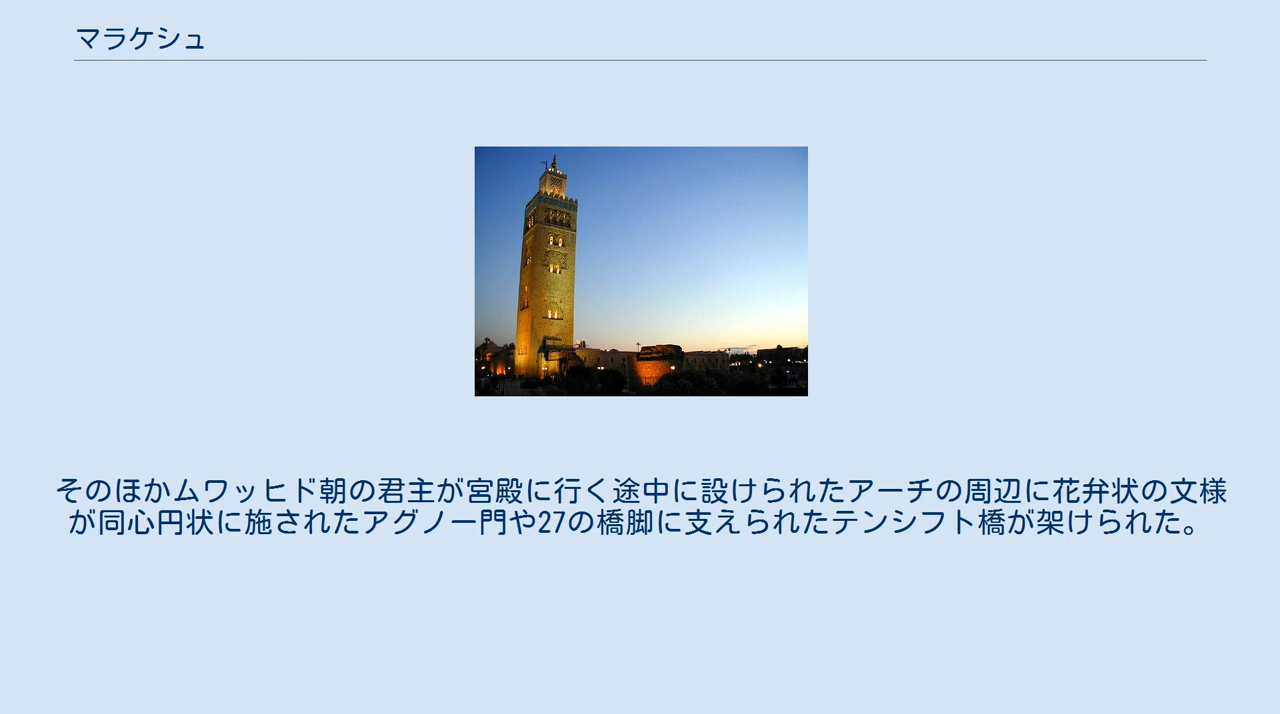 マラケシュ
そのほかムワッヒド朝の君主が宮殿に行く途中に設けられたアーチの周辺に花弁状の文様
が同心円状に施されたアグノー門や27の橋脚に支えられたテンシフト橋が架けられた。